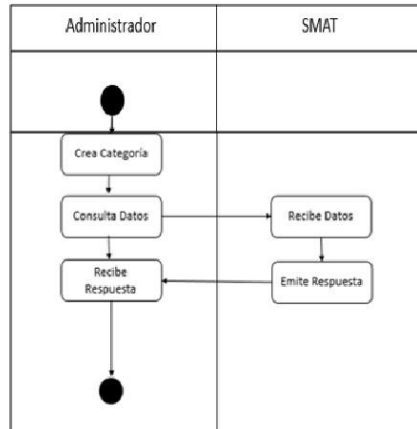 Administrador
SMAT
Crea Categoría
Consulta Datos
Recibe Datos
Recibe
Respuesta
Emite Respuesta